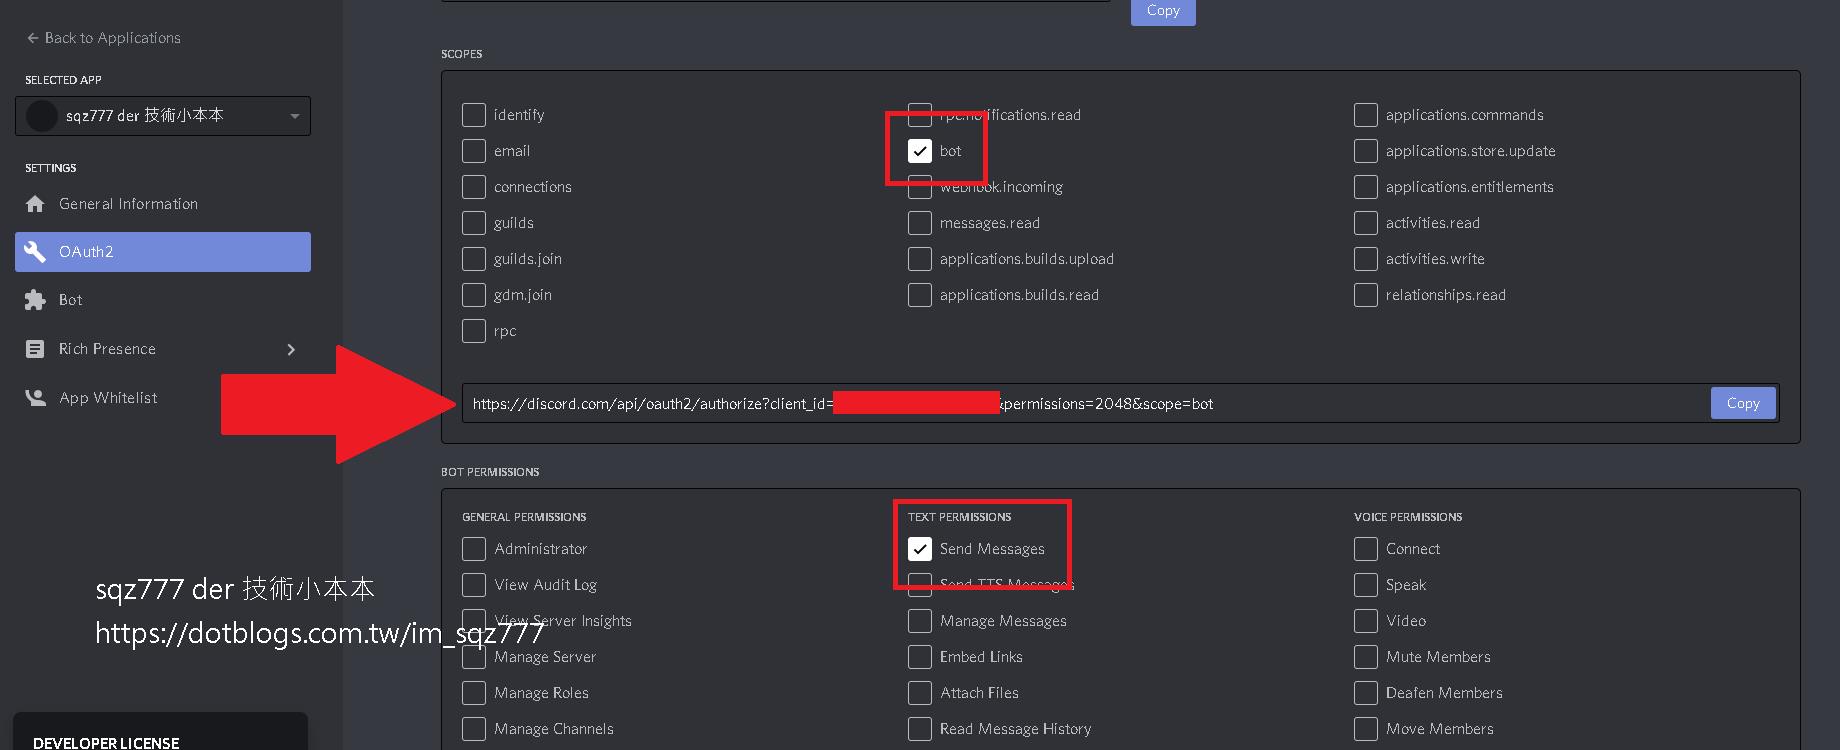 Copy
Back to Applications
SELECTED APP
sqz777 der 技術小本本
SETTINGS
General Information
OAuth2
Bot
Rich Presence
App Whitelist
sqz777 der 技術小本本
https://dotblogs.com.tw/im_sqz777
DEVELOPER LICENSE
SCOPES
identify
email
connections
guilds
guilds.join
gdm.join
rpc
rpc.notifications.read
bot
webhook.incoming
messages.read
applications.builds.upload
applications.builds.read
applications.commands
applications.store.update
applications.entitlements
activities.read
activities.write
relationships.read
https://discord.com/api/oauth2/authorize?client_id= &permissions=2048&scope=bot
Copy
BOT PERMISSIONS
GENERAL PERMISSIONS
Administrator
View Audit Log
View Server Insights
Manage Server
Manage Roles
Manage Channels
TEXT PERMISSIONS
Send Messages
Send TTS Messages
Manage Messages
Embed Links
Attach Files
Read Message History
VOICE PERMISSIONS
Connect
Speak
Video
Mute Members
Deafen Members
Move Members